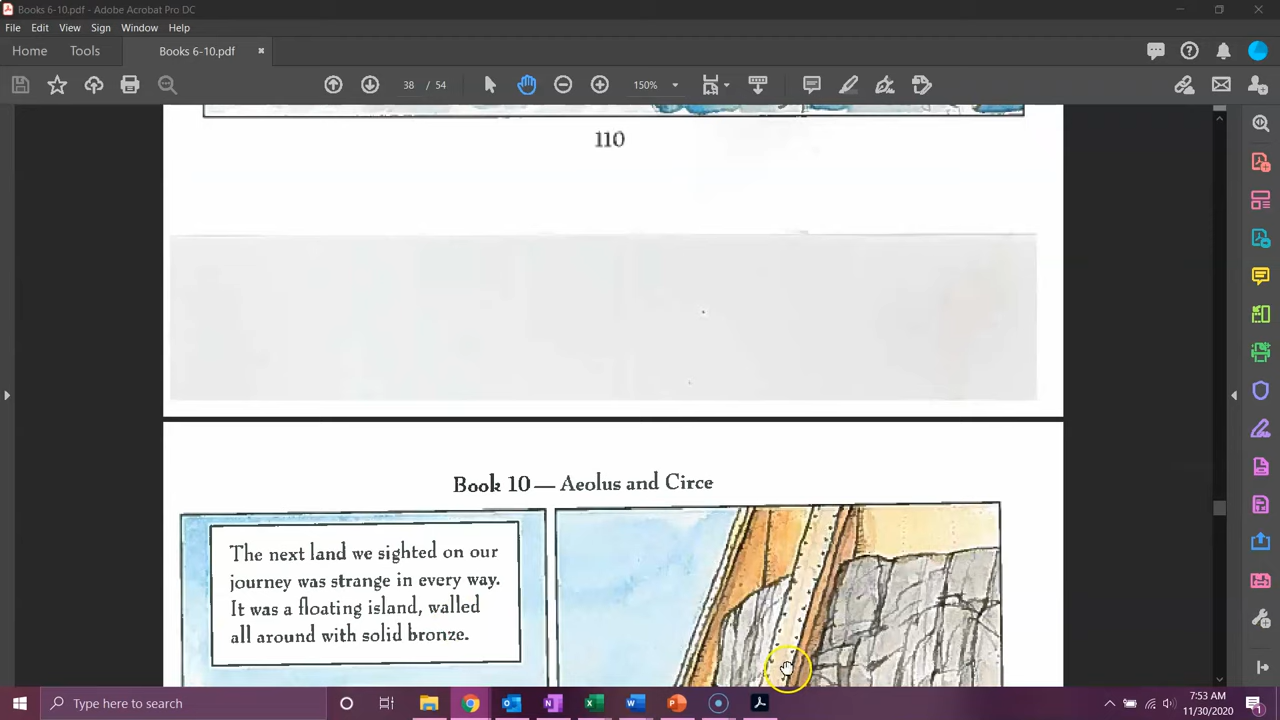 Books 6-10.pdf - Adobe Acrobat Pro DC
File Edit View Sign Window Help
Home Tools Books 6-10.pdf
38 / 54 150%
110
Book 10 — Aeolus and Circe
The next land we sighted on our
journey was strange in every way.
It was a floating island, walled
all around with solid bronze.
Type here to search
7:53 AM
11/30/2020
1